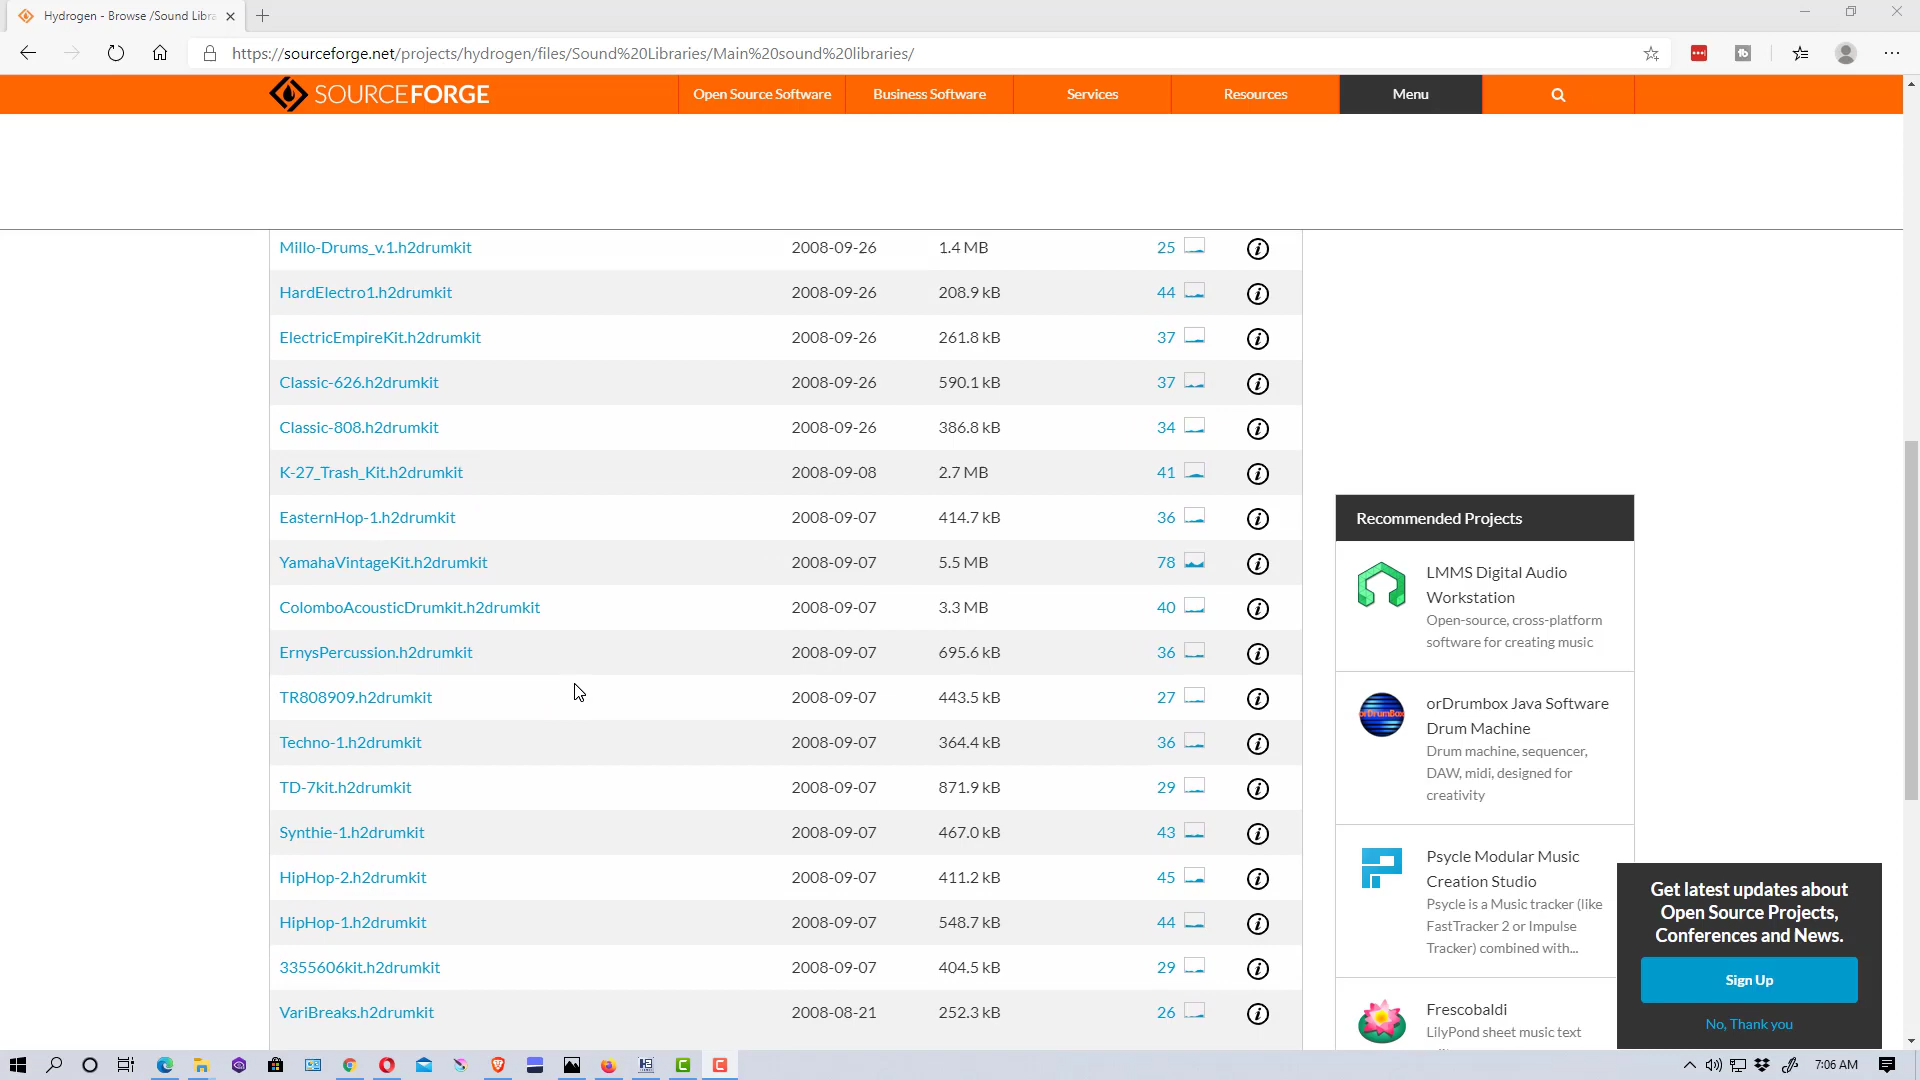 Hydrogen - Browse /Sound Libra
https://sourceforge.net/projects/hydrogen/files/Sound%20Libraries/Main%20sound%20libraries/
SOURCEFORGE
Open Source Software
Business Software
Services
Resources
Menu
Millo-Drums_v.1.h2drumkit 2008-09-26 1.4 MB 25
HardElectro1.h2drumkit 2008-09-26 208.9 kB 44
ElectricEmpireKit.h2drumkit 2008-09-26 261.8 kB 37
Classic-626.h2drumkit 2008-09-26 590.1 kB 37
Classic-808.h2drumkit 2008-09-26 386.8 kB 34
K-27_Trash_Kit.h2drumkit 2008-09-08 2.7 MB 41
EasternHop-1.h2drumkit 2008-09-07 414.7 kB 36
YamahaVintageKit.h2drumkit 2008-09-07 5.5 MB 78
ColomboAcousticDrumkit.h2drumkit 2008-09-07 3.3 MB 40
ErnysPercussion.h2drumkit 2008-09-07 695.6 kB 36
TR808909.h2drumkit 2008-09-07 443.5 kB 27
Techno-1.h2drumkit 2008-09-07 364.4 kB 36
TD-7kit.h2drumkit 2008-09-07 871.9 kB 29
Synthie-1.h2drumkit 2008-09-07 467.0 kB 43
HipHop-2.h2drumkit 2008-09-07 411.2 kB 45
HipHop-1.h2drumkit 2008-09-07 548.7 kB 44
3355606kit.h2drumkit 2008-09-07 404.5 kB 29
VariBreaks.h2drumkit 2008-08-21 252.3 kB 26
Recommended Projects
LMMS Digital Audio
Workstation
Open-source, cross-platform
software for creating music
orDrumbox Java Software
Drum Machine
Drum machine, sequencer,
DAW, midi, designed for
creativity
Psycle Modular Music
Creation Studio
Psycle is a Music tracker (like
FastTracker 2 or Impulse
Tracker) combined with...
Frescobaldi
LilyPond sheet music text
Get latest updates about
Open Source Projects,
Conferences and News.
Sign Up
No, Thank you
7:06 AM